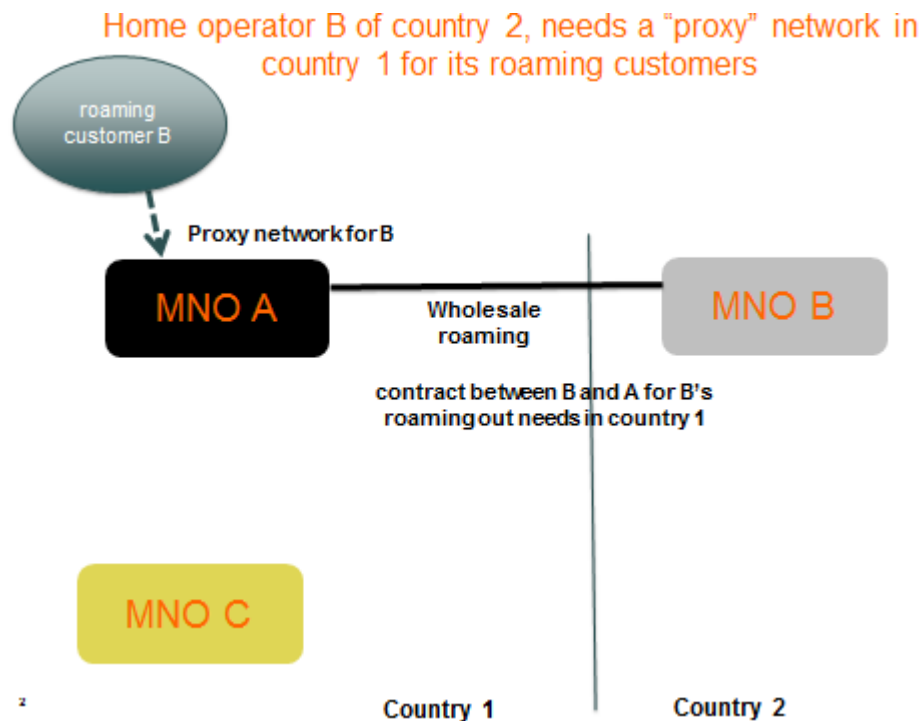 Home operator B of country 2, needs a “proxy” network in
country 1 for its roaming customers
roaming
customer B
Proxy network for B
MNO A
MNO B
Wholesale
roaming
contract between B and A for B's
roaming out needs in country 1
MNO C
2
Country 1
Country 2